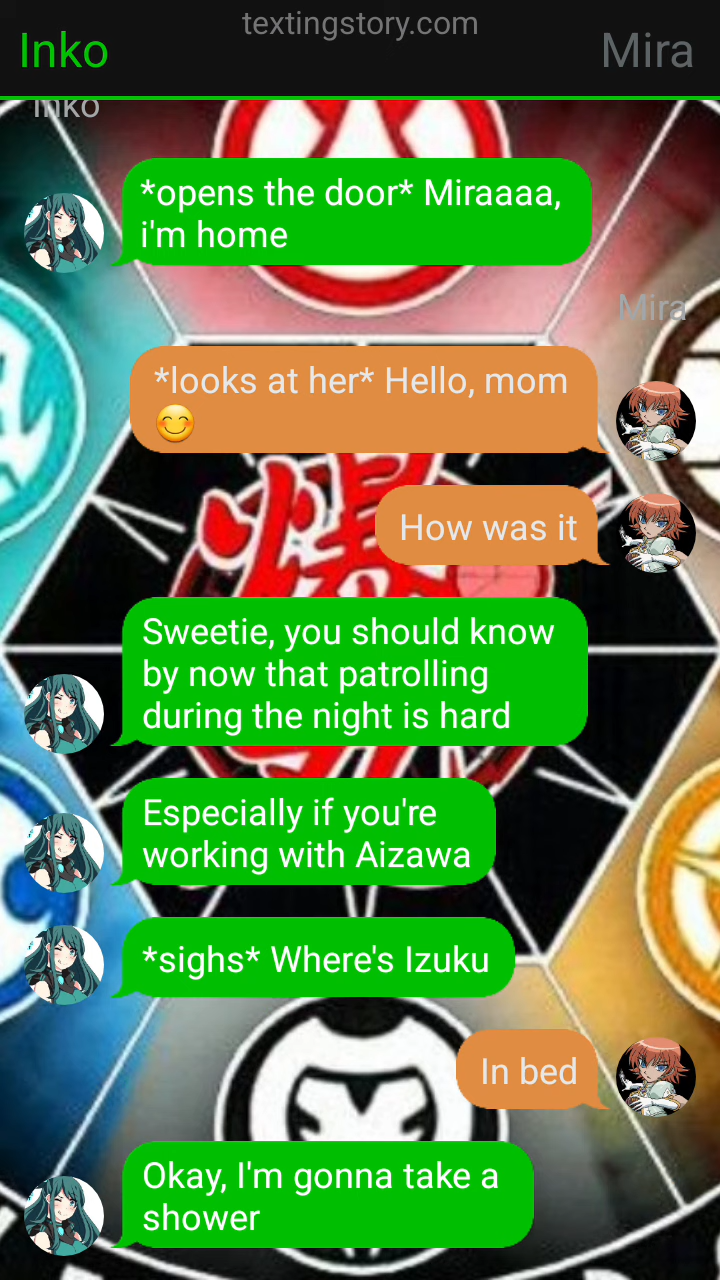 textingstory.com
Inko
Mira
Inko
*opens the door* Miraaaa,
i'm home
Mira
*looks at her* Hello, mom
😊
How was it
Sweetie, you should know
by now that patrolling
during the night is hard
Especially if you're
working with Aizawa
*sighs* Where's Izuku
In bed
Okay, I'm gonna take a
shower